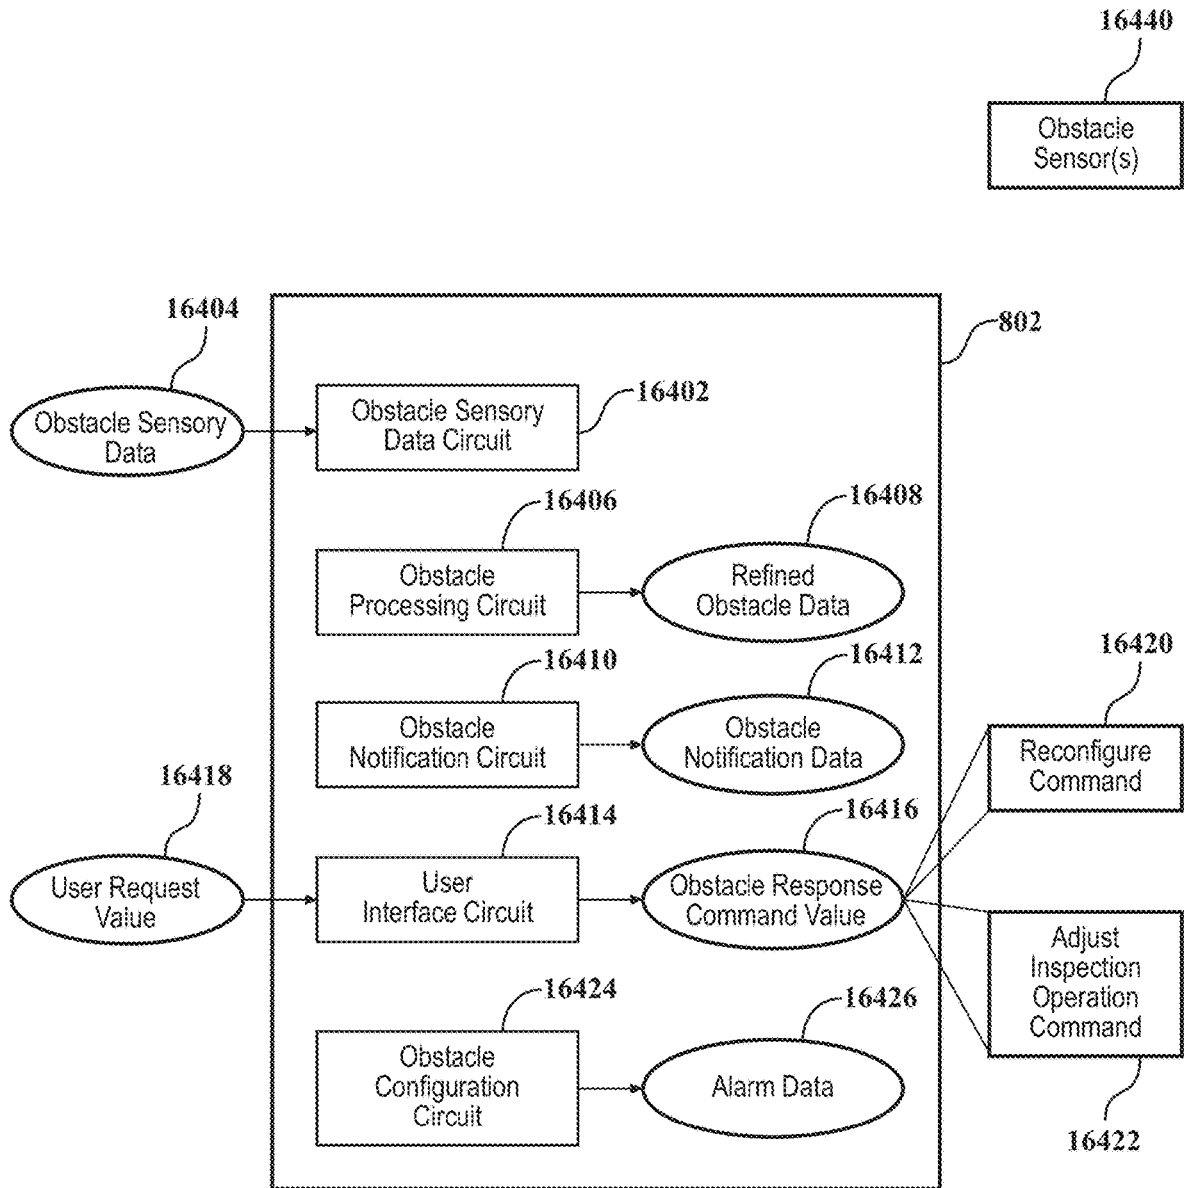 16440
Obstacle
Sensor(s)
16404
802
Obstacle Sensory
Data
Obstacle Sensory
Data Circuit
16402
16406
16408
Obstacle
Processing Circuit
Refined
Obstacle Data
16410
16412
16420
Obstacle
Notification Circuit
Obstacle
Notification Data
Reconfigure
Command
16418
16414
16416
User Request
Value
User
Interface Circuit
Obstacle Response
Command Value
Adjust
Inspection
Operation
Command
16424
16426
Obstacle
Configuration
Circuit
Alarm Data
16422